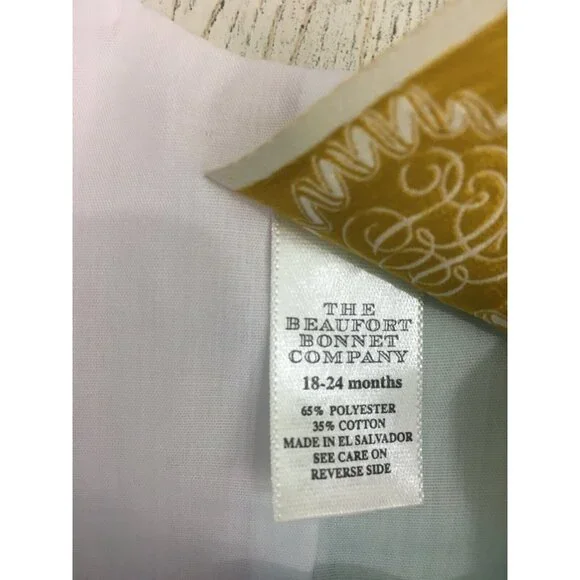 THE
BEAUFORT
BONNET
COMPANY
18-24 months
65% POLYESTER
35% COTTON
MADE IN EL SALVADOR
SEE CARE ON
REVERSE SIDE